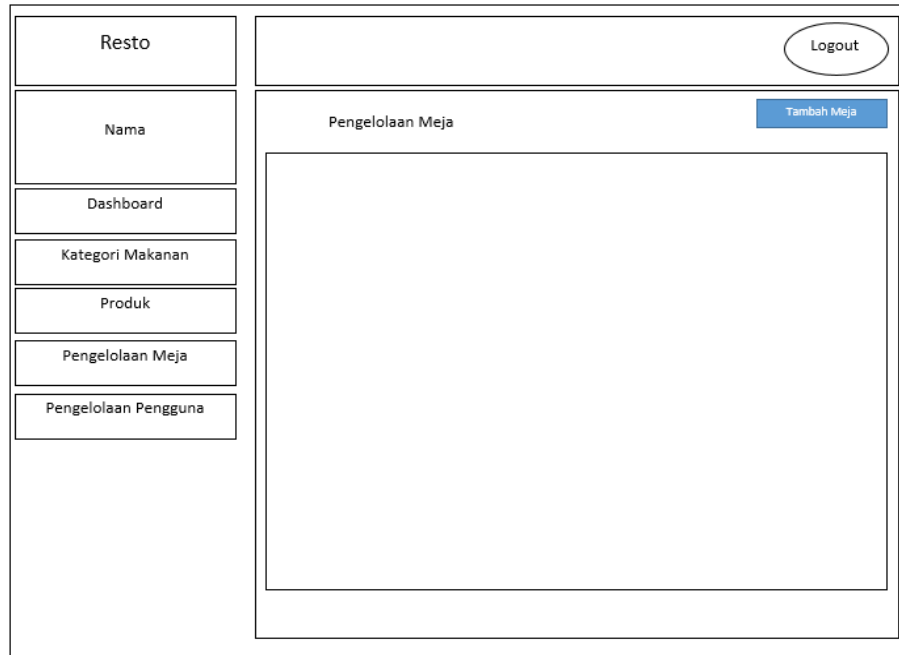 Resto
Logout
Nama
Pengelolaan Meja
Tambah Meja
Dashboard
Kategori Makanan
Produk
Pengelolaan Meja
Pengelolaan Pengguna